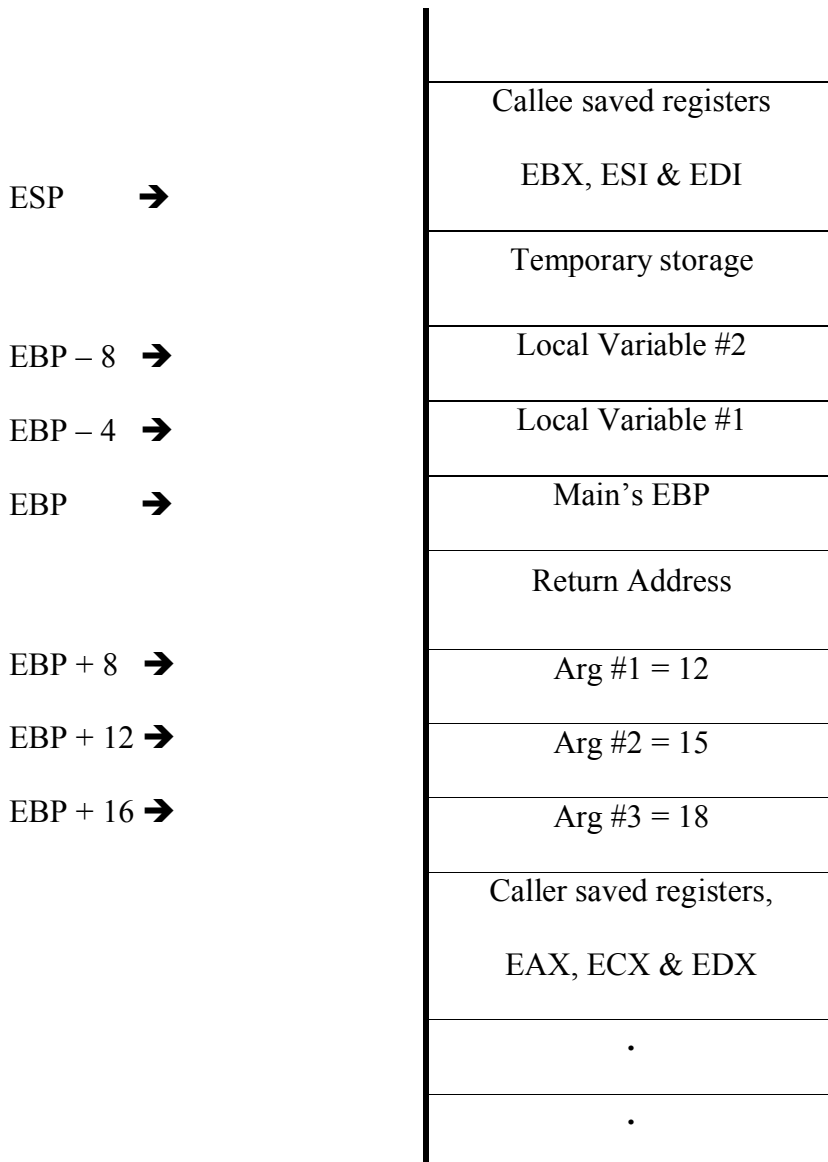 Callee saved registers
EBX, ESI & EDI
ESP ➔
Temporary storage
EBP – 8 ➔ Local Variable #2
EBP – 4 ➔ Local Variable #1
EBP ➔ Main’s EBP
Return Address
EBP + 8 ➔ Arg #1 = 12
EBP + 12 ➔ Arg #2 = 15
EBP + 16 ➔ Arg #3 = 18
Caller saved registers,
EAX, ECX & EDX
.
.